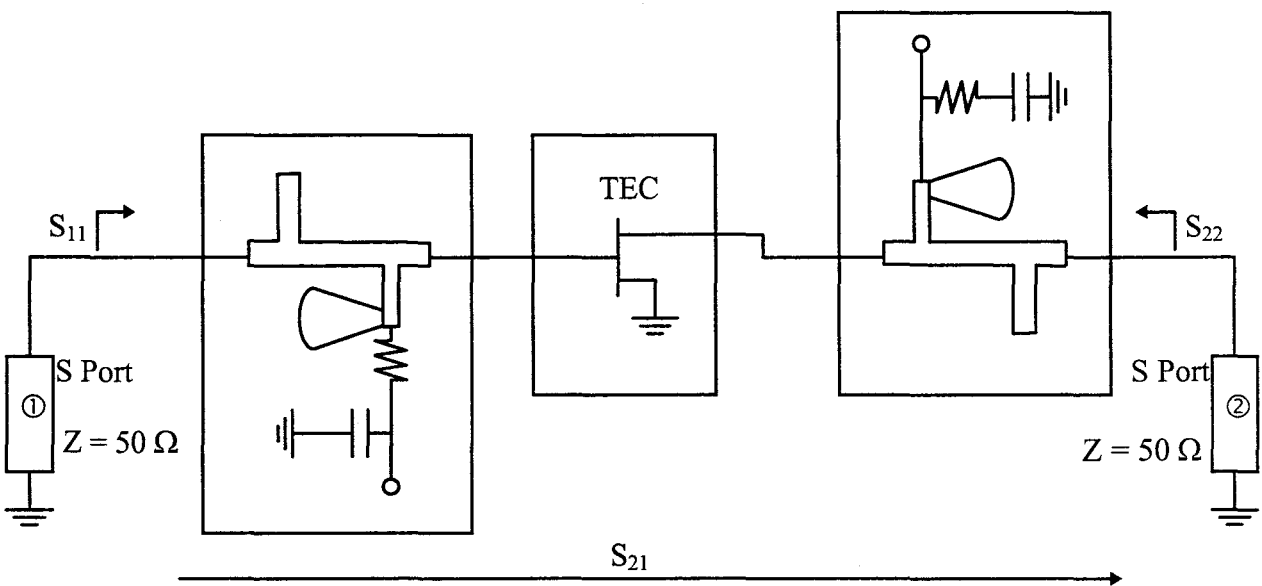 TEC
S₁₁
S₂₂
S Port
①
Z = 50 Ω
S Port
②
Z = 50 Ω
S₂₁